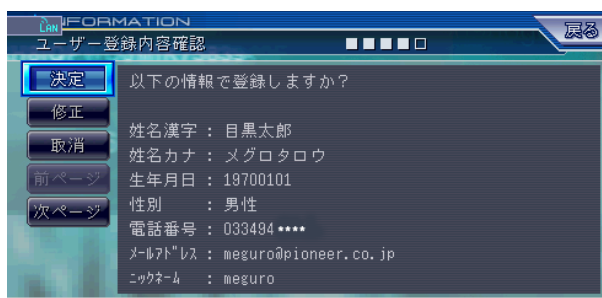 LAN INFORMATION
ユーザー登録内容確認 ■■■■□
戻る
決定
修正
取消
前ページ
次ページ
以下の情報で登録しますか？
姓名漢字 : 目黒太郎
姓名カナ : メグロタロウ
生年月日 : 19700101
性別 : 男性
電話番号 : 033494••••
ﾒｰﾙｱﾄﾞﾚｽ : meguro@pioneer.co.jp
ﾆｯｸﾈｰﾑ : meguro